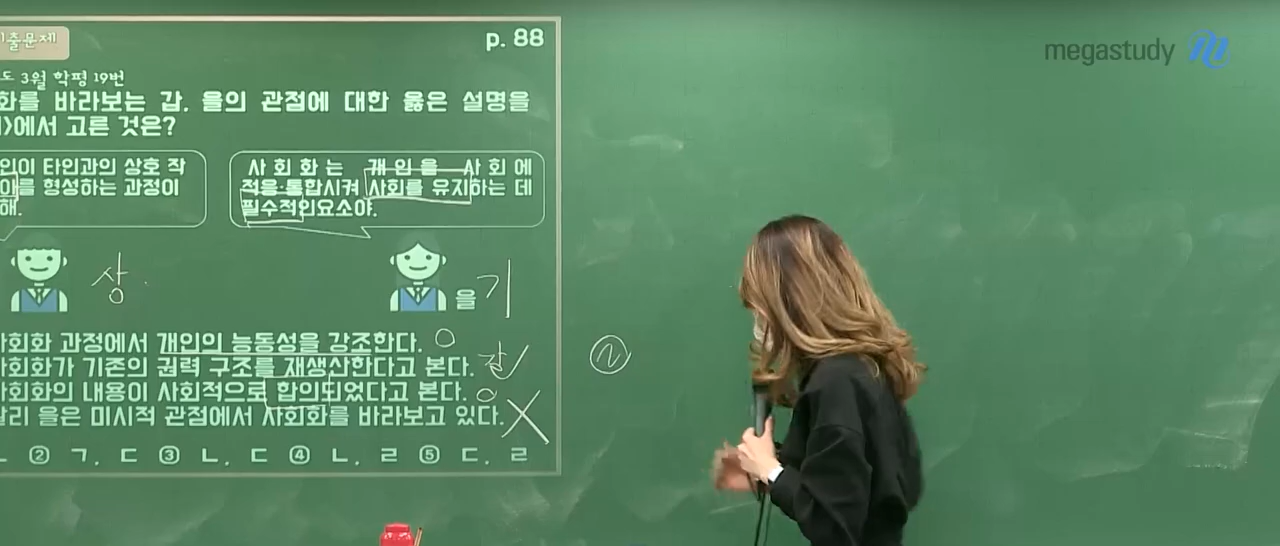 기출문제
p. 88
megastudy
도 3월 학평 19번
화를 바라보는 갑, 을의 관점에 대한 옳은 설명을
에서 고른 것은?
인이 타인과의 상호 작
를 형성하는 과정이
해.
사회화는 개인을 사회에
적응·통합시켜 사회를 유지하는 데
필수적인요소야.
상
을 기
사회화 과정에서 개인의 능동성을 강조한다. O
사회화가 기존의 권력 구조를 재생산한다고 본다. 갈
사회화의 내용이 사회적으로 합의되었다고 본다. O
달리 을은 미시적 관점에서 사회화를 바라보고 있다. X
② ㄱ, ㄷ ③ ㄴ, ㄷ ④ ㄴ, ㄹ ⑤ ㄷ, ㄹ
②